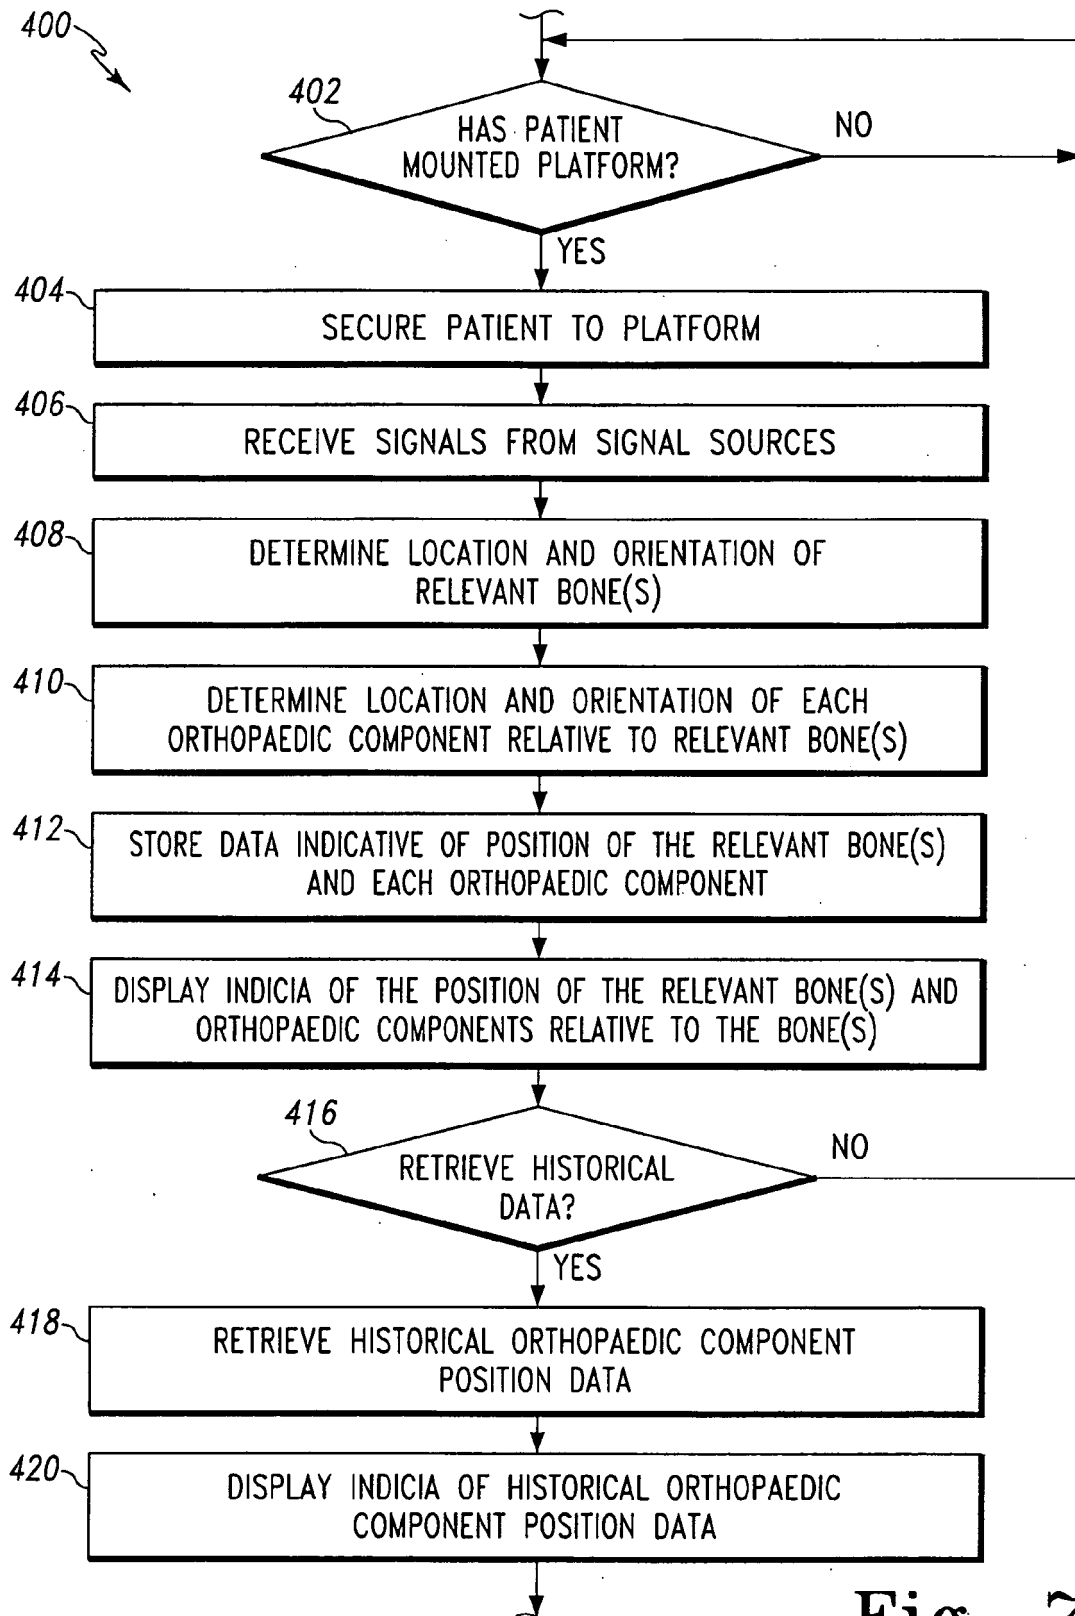 400
402
HAS PATIENT
MOUNTED PLATFORM?
NO
YES
404
SECURE PATIENT TO PLATFORM
406
RECEIVE SIGNALS FROM SIGNAL SOURCES
408
DETERMINE LOCATION AND ORIENTATION OF
RELEVANT BONE(S)
410
DETERMINE LOCATION AND ORIENTATION OF EACH
ORTHOPAEDIC COMPONENT RELATIVE TO RELEVANT BONE(S)
412
STORE DATA INDICATIVE OF POSITION OF THE RELEVANT BONE(S)
AND EACH ORTHOPAEDIC COMPONENT
414
DISPLAY INDICIA OF THE POSITION OF THE RELEVANT BONE(S) AND
ORTHOPAEDIC COMPONENTS RELATIVE TO THE BONE(S)
416
RETRIEVE HISTORICAL
DATA?
NO
YES
418
RETRIEVE HISTORICAL ORTHOPAEDIC COMPONENT
POSITION DATA
420
DISPLAY INDICIA OF HISTORICAL ORTHOPAEDIC
COMPONENT POSITION DATA
Fig. 7